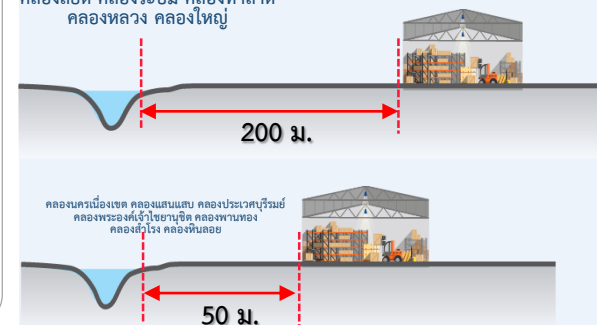 คลองหลวง คลองใหญ่
200 ม.
คลองนครเนื่องเขต คลองแสนแสบ คลองประเวศบุรีรมย์
คลองพระองค์เจ้าไชยานุชิต คลองพานทอง
คลองสำโรง คลองหินลอย
50 ม.